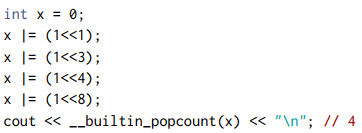 int x = 0;
x |= (1<<1);
x |= (1<<3);
x |= (1<<4);
x |= (1<<8);
cout << __builtin_popcount(x) << "\n"; // 4